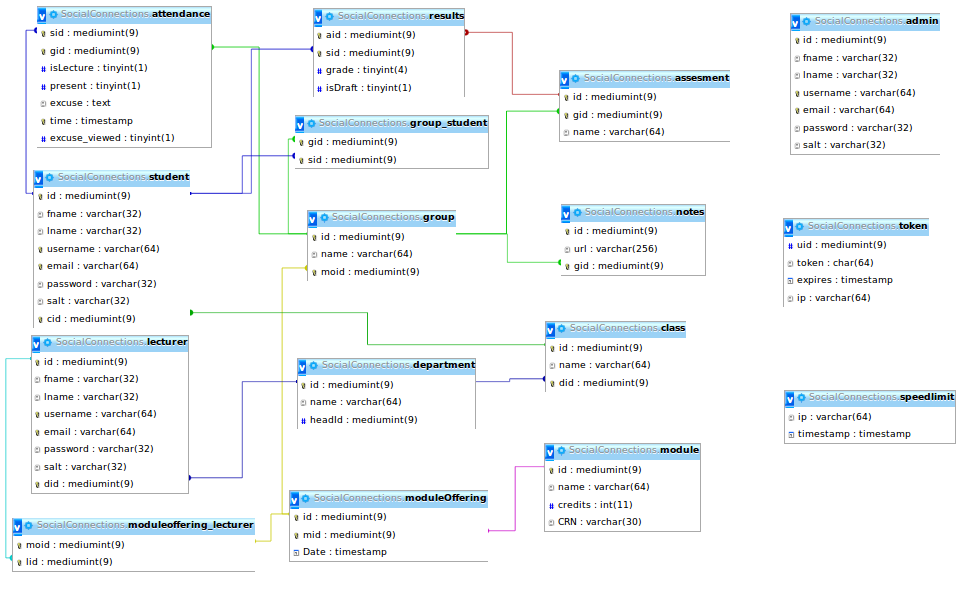 SocialConnections.attendance
sid : mediumint(9)
gid : mediumint(9)
# isLecture : tinyint(1)
# present : tinyint(1)
excuse : text
time : timestamp
# excuse_viewed : tinyint(1)
SocialConnections.results
aid : mediumint(9)
sid : mediumint(9)
# grade : tinyint(4)
# isDraft : tinyint(1)
SocialConnections.admin
id : mediumint(9)
fname : varchar(32)
lname : varchar(32)
username : varchar(64)
email : varchar(64)
password : varchar(32)
salt : varchar(32)
SocialConnections.assesment
id : mediumint(9)
gid : mediumint(9)
name : varchar(64)
SocialConnections.group_student
gid : mediumint(9)
sid : mediumint(9)
SocialConnections.student
id : mediumint(9)
fname : varchar(32)
lname : varchar(32)
username : varchar(64)
email : varchar(64)
password : varchar(32)
salt : varchar(32)
cid : mediumint(9)
SocialConnections.group
id : mediumint(9)
name : varchar(64)
moid : mediumint(9)
SocialConnections.notes
id : mediumint(9)
url : varchar(256)
gid : mediumint(9)
SocialConnections.token
# uid : mediumint(9)
token : char(64)
expires : timestamp
ip : varchar(64)
SocialConnections.lecturer
id : mediumint(9)
fname : varchar(32)
lname : varchar(32)
username : varchar(64)
email : varchar(64)
password : varchar(32)
salt : varchar(32)
did : mediumint(9)
SocialConnections.department
id : mediumint(9)
name : varchar(64)
# headId : mediumint(9)
SocialConnections.class
id : mediumint(9)
name : varchar(64)
did : mediumint(9)
SocialConnections.speedlimit
ip : varchar(64)
timestamp : timestamp
SocialConnections.module
id : mediumint(9)
name : varchar(64)
# credits : int(11)
CRN : varchar(30)
SocialConnections.moduleOffering
id : mediumint(9)
mid : mediumint(9)
Date : timestamp
SocialConnections.moduleoffering_lecturer
moid : mediumint(9)
lid : mediumint(9)